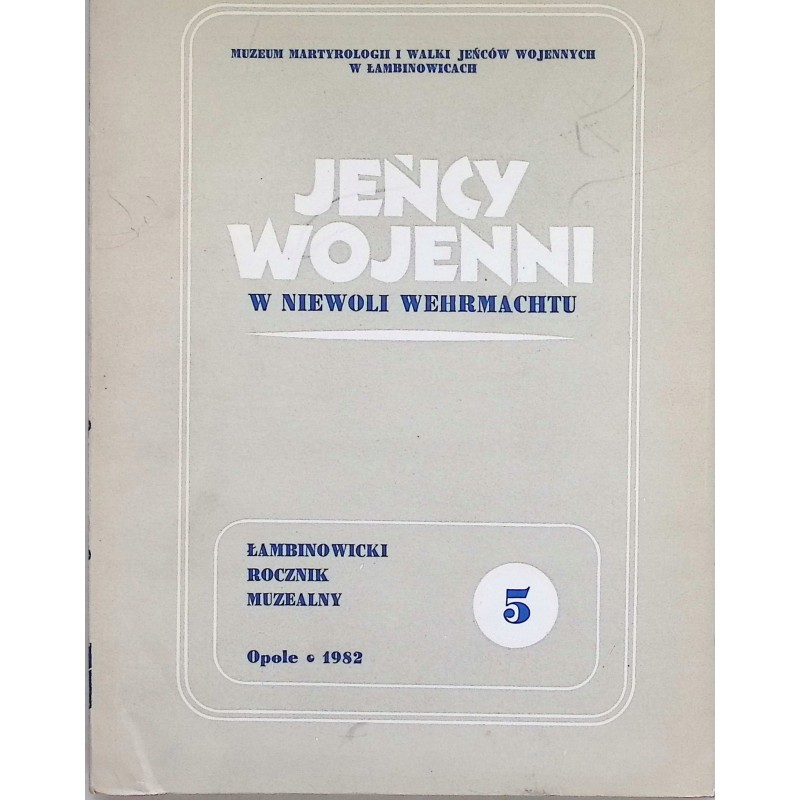 MUZEUM MARTYROLOGII I WALKI JEŃCÓW WOJENNYCH
W ŁAMBINOWICACH
JEŃCY
WOJENNI
W NIEWOLI WEHRMACHTU
ŁAMBINOWICKI
ROCZNIK
MUZEALNY
5
Opole • 1982